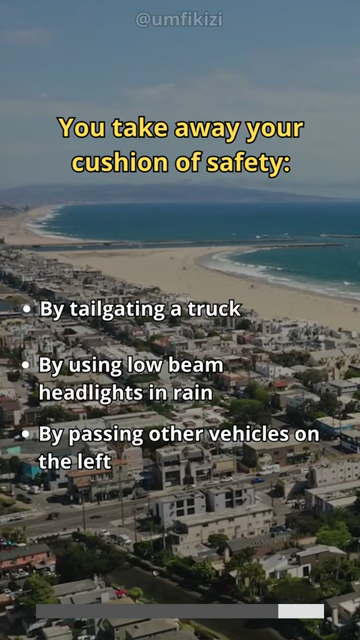 @umfikizi
You take away your
cushion of safety:
• By tailgating a truck
• By using low beam
headlights in rain
• By passing other vehicles on
the left